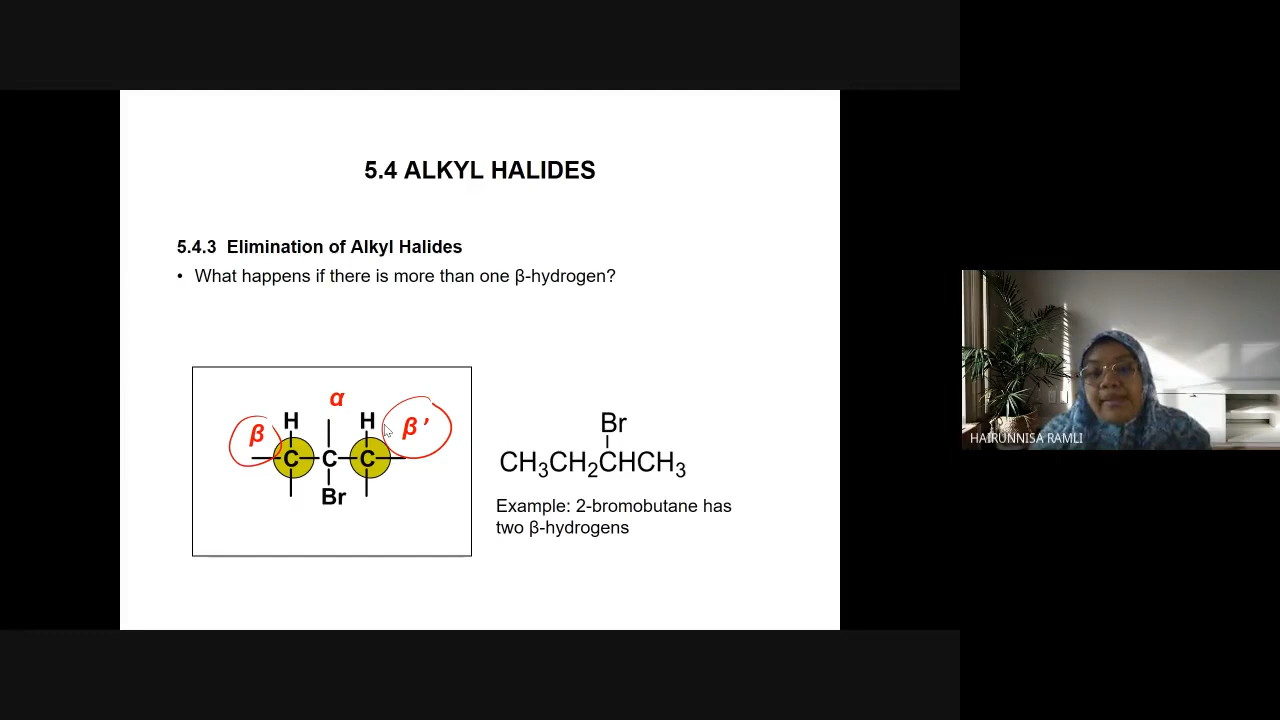 5.4 ALKYL HALIDES
5.4.3 Elimination of Alkyl Halides
• What happens if there is more than one β-hydrogen?
α
H H
β β’
C C C
Br
Br
CH₃CH₂CHCH₃
Example: 2-bromobutane has
two β-hydrogens
HAIRUNNISA RAMLI